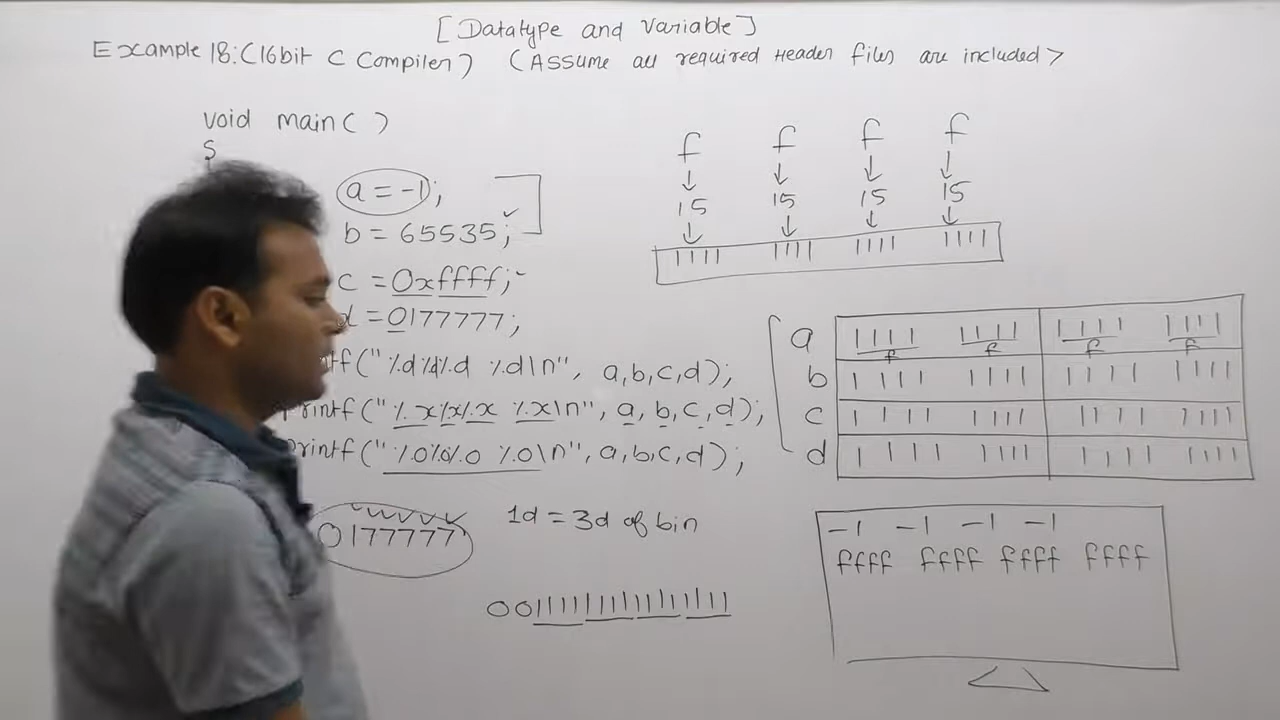 [Datatype and Variable]
Example 18:(16bit C Compiler) (Assume all required Header files are included)
void main( )
{
a = -1;
b = 65535;
c = 0xffff;
d = 0177777;
ntf("%d%d%d %d\n", a,b,c,d);
printf("%x%x%x %x\n", a,b,c,d);
printf("%o%o%o %o\n", a,b,c,d);
0177777
1d = 3d of bin
001111111111111111
f f f f
15 15 15 15
1111 1111 1111 1111
a 1111 1111 1111 1111
f f f f
b 1111 1111 1111 1111
c 1111 1111 1111 1111
d 1111 1111 1111 1111
-1 -1 -1 -1
ffff ffff ffff ffff